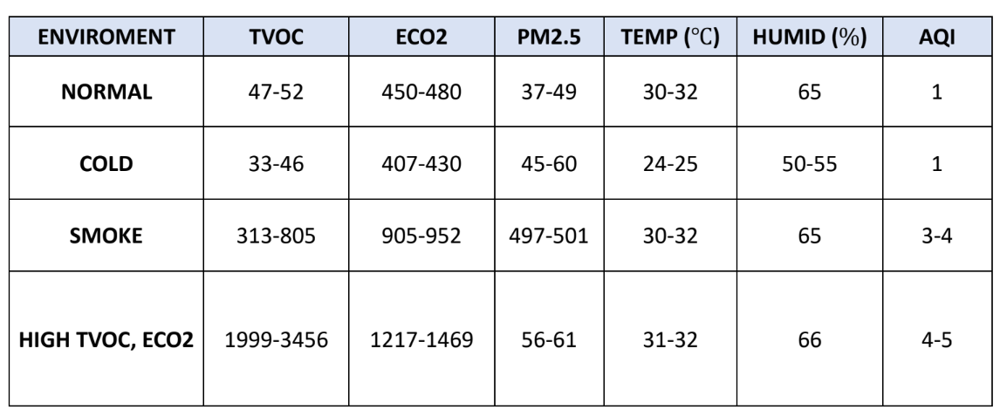 ENVIROMENT TVOC ECO2 PM2.5 TEMP (℃) HUMID (%) AQI
NORMAL 47-52 450-480 37-49 30-32 65 1
COLD 33-46 407-430 45-60 24-25 50-55 1
SMOKE 313-805 905-952 497-501 30-32 65 3-4
HIGH TVOC, ECO2 1999-3456 1217-1469 56-61 31-32 66 4-5